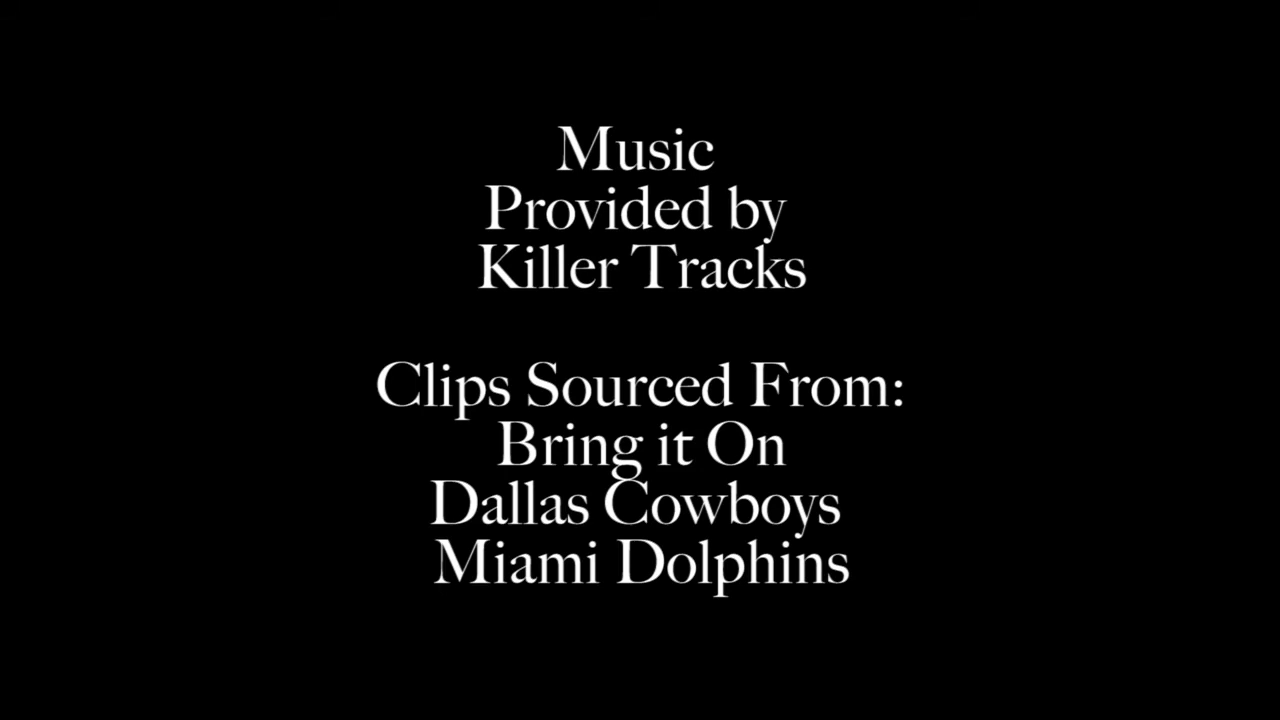 Music
Provided by
Killer Tracks
Clips Sourced From:
Bring it On
Dallas Cowboys
Miami Dolphins